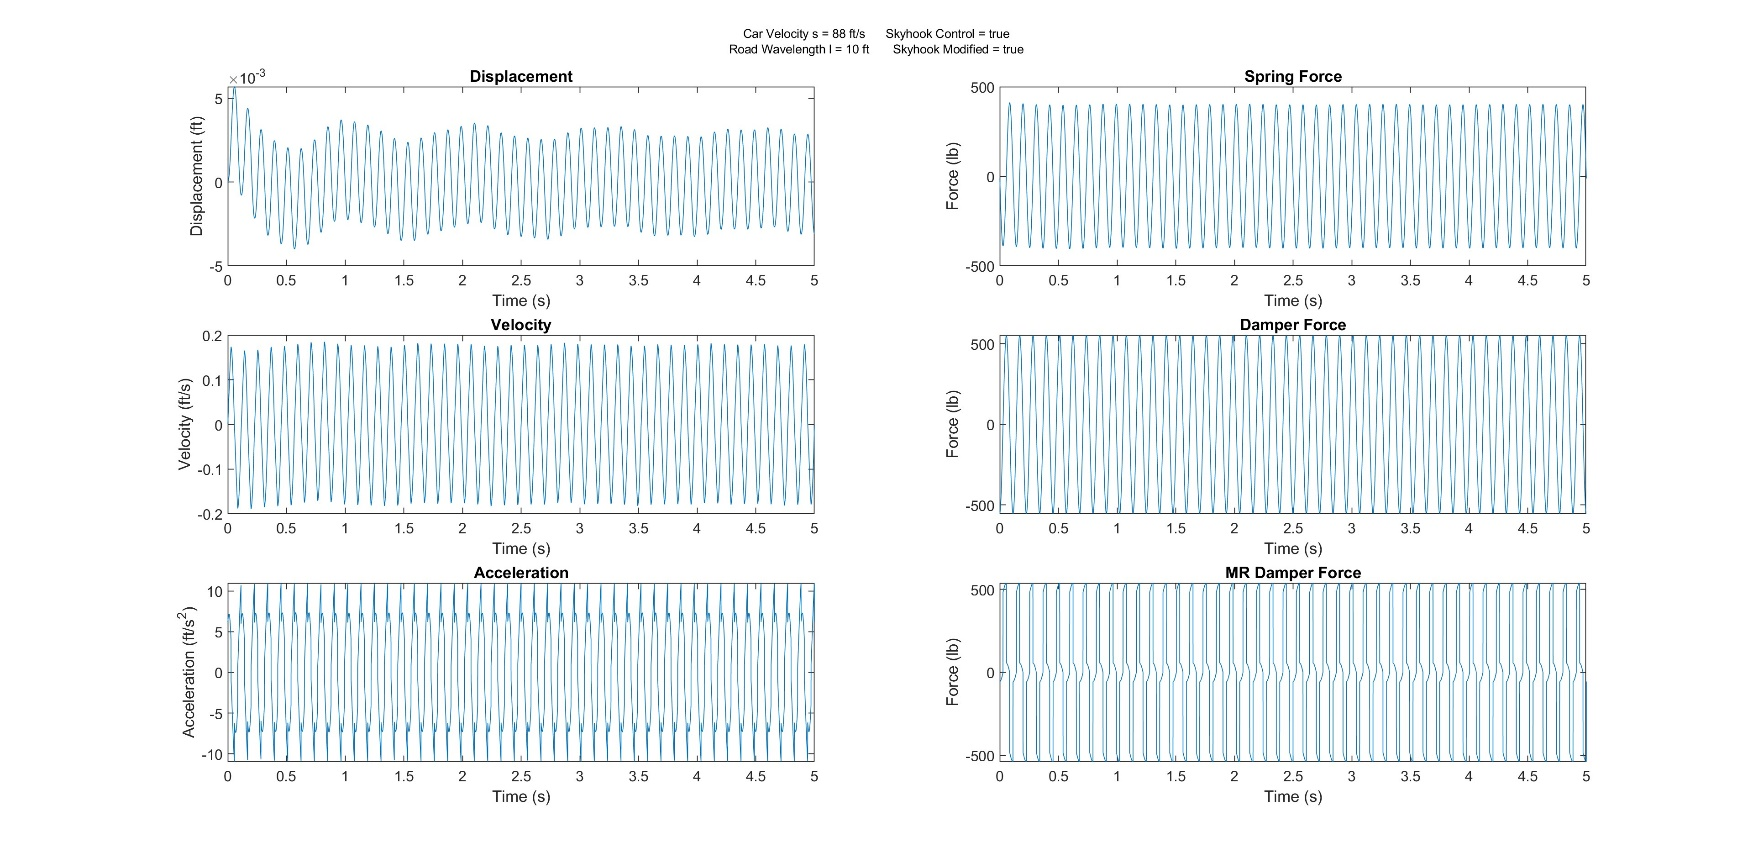 Car Velocity s = 88 ft/s Skyhook Control = true
Road Wavelength l = 10 ft Skyhook Modified = true
Displacement
×10^-3
5
0
-5
Displacement (ft)
0 0.5 1 1.5 2 2.5 3 3.5 4 4.5 5
Time (s)
Spring Force
500
0
-500
Force (lb)
0 0.5 1 1.5 2 2.5 3 3.5 4 4.5 5
Time (s)
Velocity
0.2
0.1
0
-0.1
-0.2
Velocity (ft/s)
0 0.5 1 1.5 2 2.5 3 3.5 4 4.5 5
Time (s)
Damper Force
500
0
-500
Force (lb)
0 0.5 1 1.5 2 2.5 3 3.5 4 4.5 5
Time (s)
Acceleration
10
5
0
-5
-10
Acceleration (ft/s²)
0 0.5 1 1.5 2 2.5 3 3.5 4 4.5 5
Time (s)
MR Damper Force
500
0
-500
Force (lb)
0 0.5 1 1.5 2 2.5 3 3.5 4 4.5 5
Time (s)